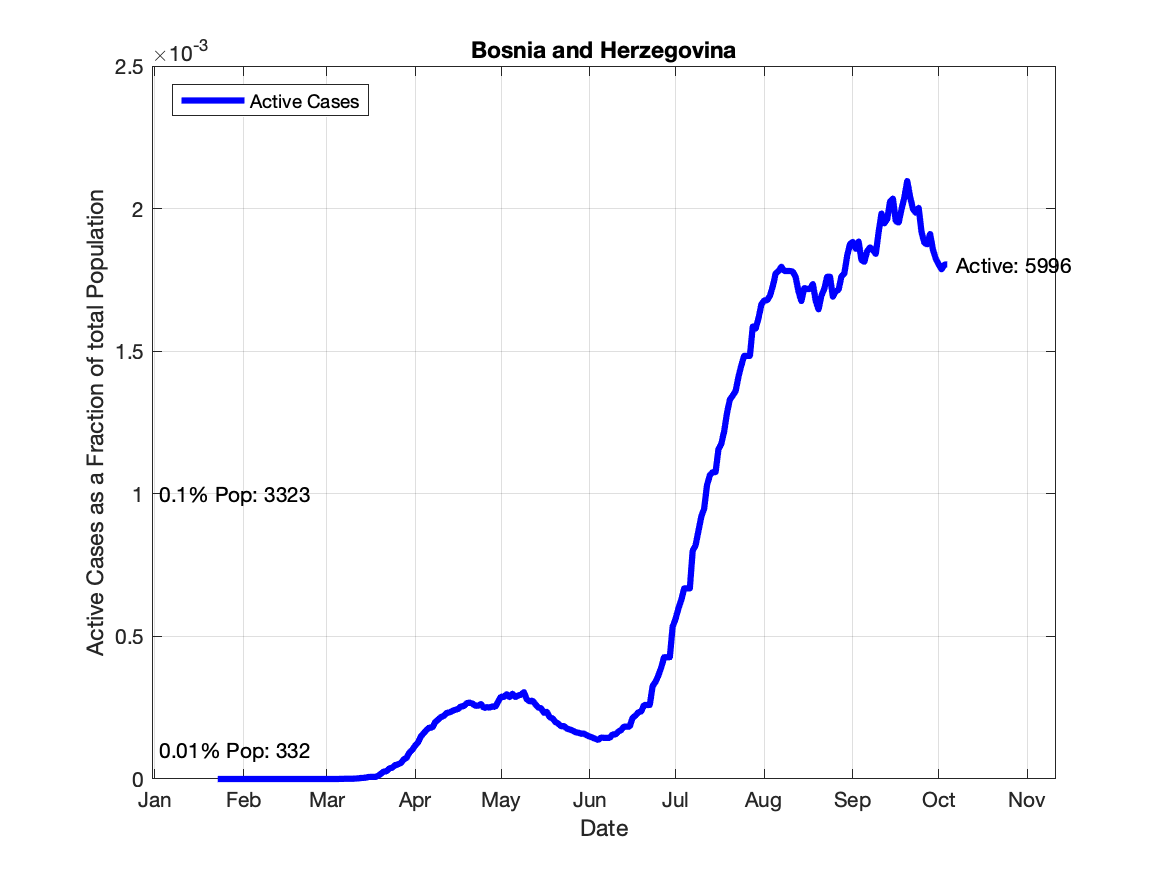 Bosnia and Herzegovina
×10-3
Active Cases
2.5
2
1.5
1
0.5
0
Active Cases as a Fraction of total Population
0.1% Pop: 3323
0.01% Pop: 332
Active: 5996
Jan Feb Mar Apr May Jun Jul Aug Sep Oct Nov
Date